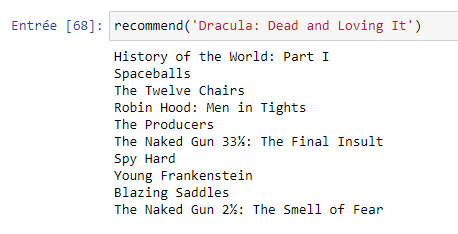 Entrée [68]: recommend('Dracula: Dead and Loving It')
History of the World: Part I
Spaceballs
The Twelve Chairs
Robin Hood: Men in Tights
The Producers
The Naked Gun 33⅓: The Final Insult
Spy Hard
Young Frankenstein
Blazing Saddles
The Naked Gun 2½: The Smell of Fear